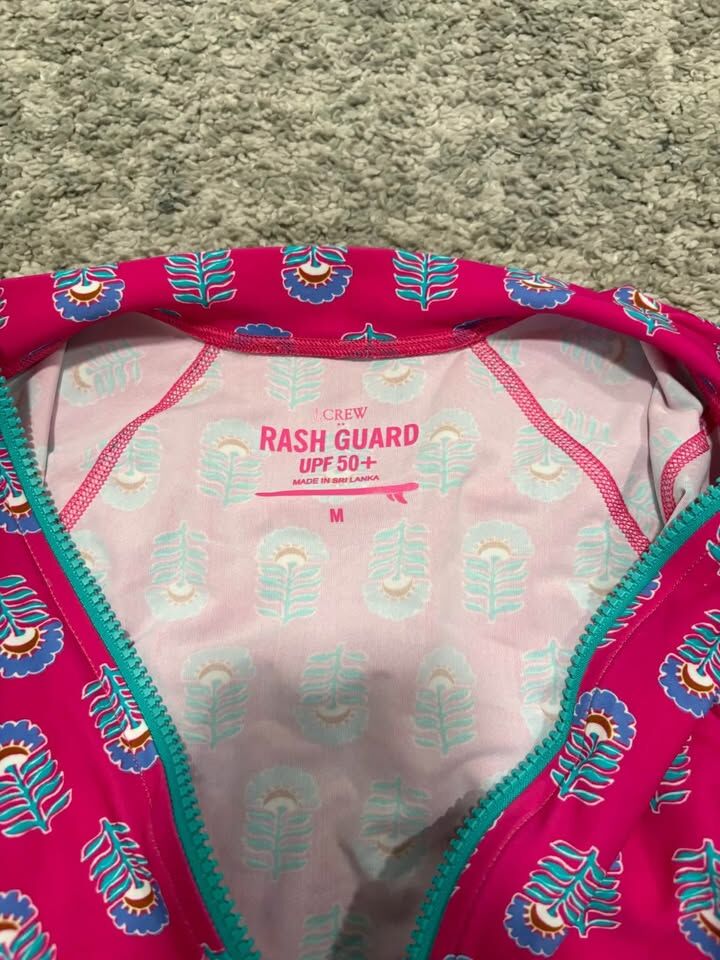 J.CREW
RASH GUARD
UPF 50+
MADE IN SRI LANKA
M